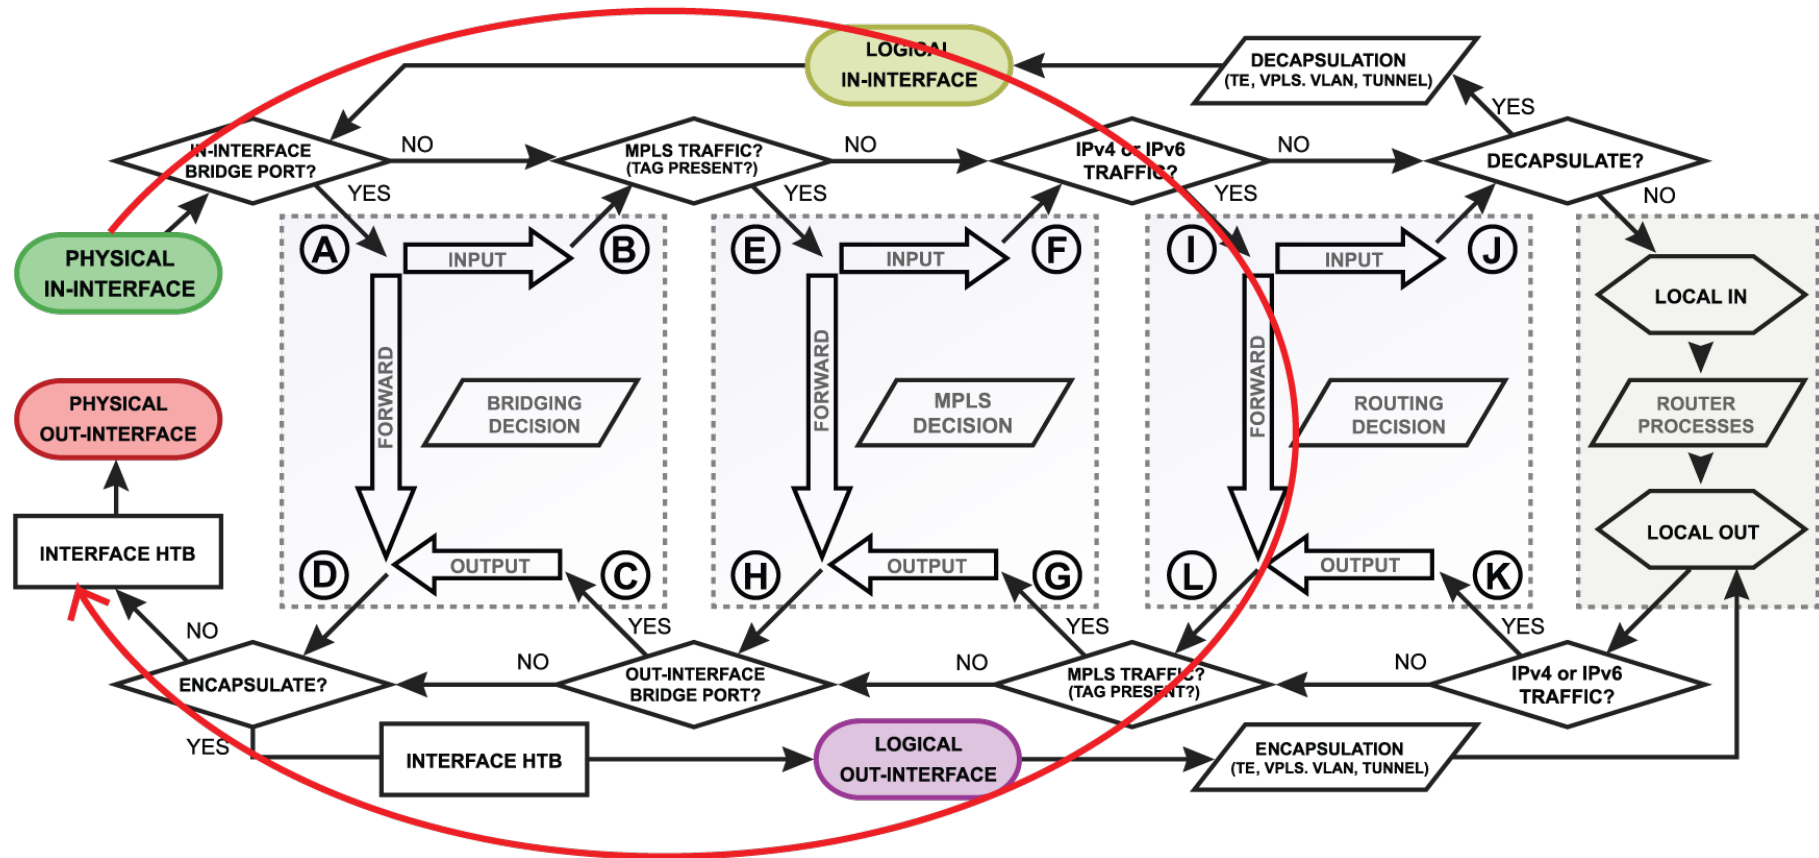 LOGICAL
IN-INTERFACE
DECAPSULATION
(TE, VPLS. VLAN, TUNNEL)
YES
IN-INTERFACE
BRIDGE PORT?
NO
MPLS TRAFFIC?
(TAG PRESENT?)
NO
IPv4 or IPv6
TRAFFIC?
NO
DECAPSULATE?
YES
YES
YES
NO
PHYSICAL
IN-INTERFACE
A
INPUT
B
E
INPUT
F
I
INPUT
J
LOCAL IN
FORWARD
BRIDGING
DECISION
FORWARD
MPLS
DECISION
FORWARD
ROUTING
DECISION
ROUTER
PROCESSES
PHYSICAL
OUT-INTERFACE
INTERFACE HTB
D
OUTPUT
C
H
OUTPUT
G
L
OUTPUT
K
LOCAL OUT
NO
YES
YES
YES
ENCAPSULATE?
NO
OUT-INTERFACE
BRIDGE PORT?
NO
MPLS TRAFFIC?
(TAG PRESENT?)
NO
IPv4 or IPv6
TRAFFIC?
YES
INTERFACE HTB
LOGICAL
OUT-INTERFACE
ENCAPSULATION
(TE, VPLS. VLAN, TUNNEL)